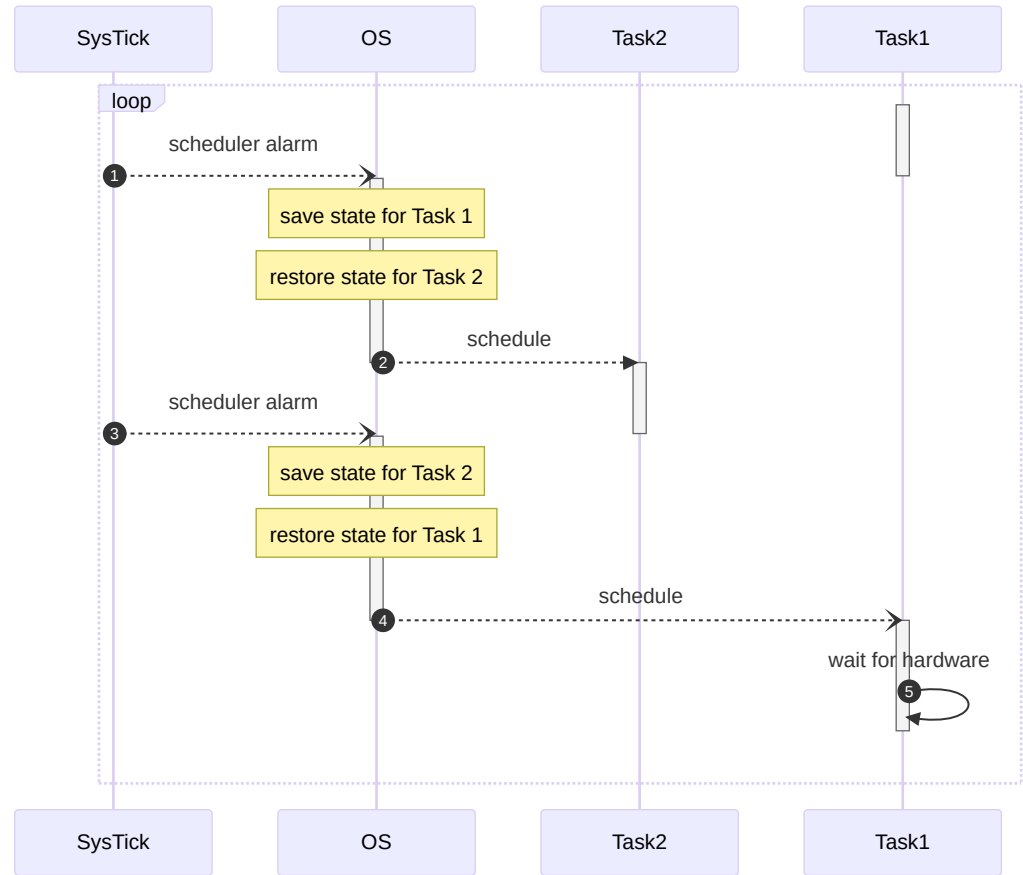 SysTick
OS
Task2
Task1
loop
scheduler alarm
1
save state for Task 1
restore state for Task 2
schedule
2
scheduler alarm
3
save state for Task 2
restore state for Task 1
schedule
4
wait for hardware
5
SysTick
OS
Task2
Task1